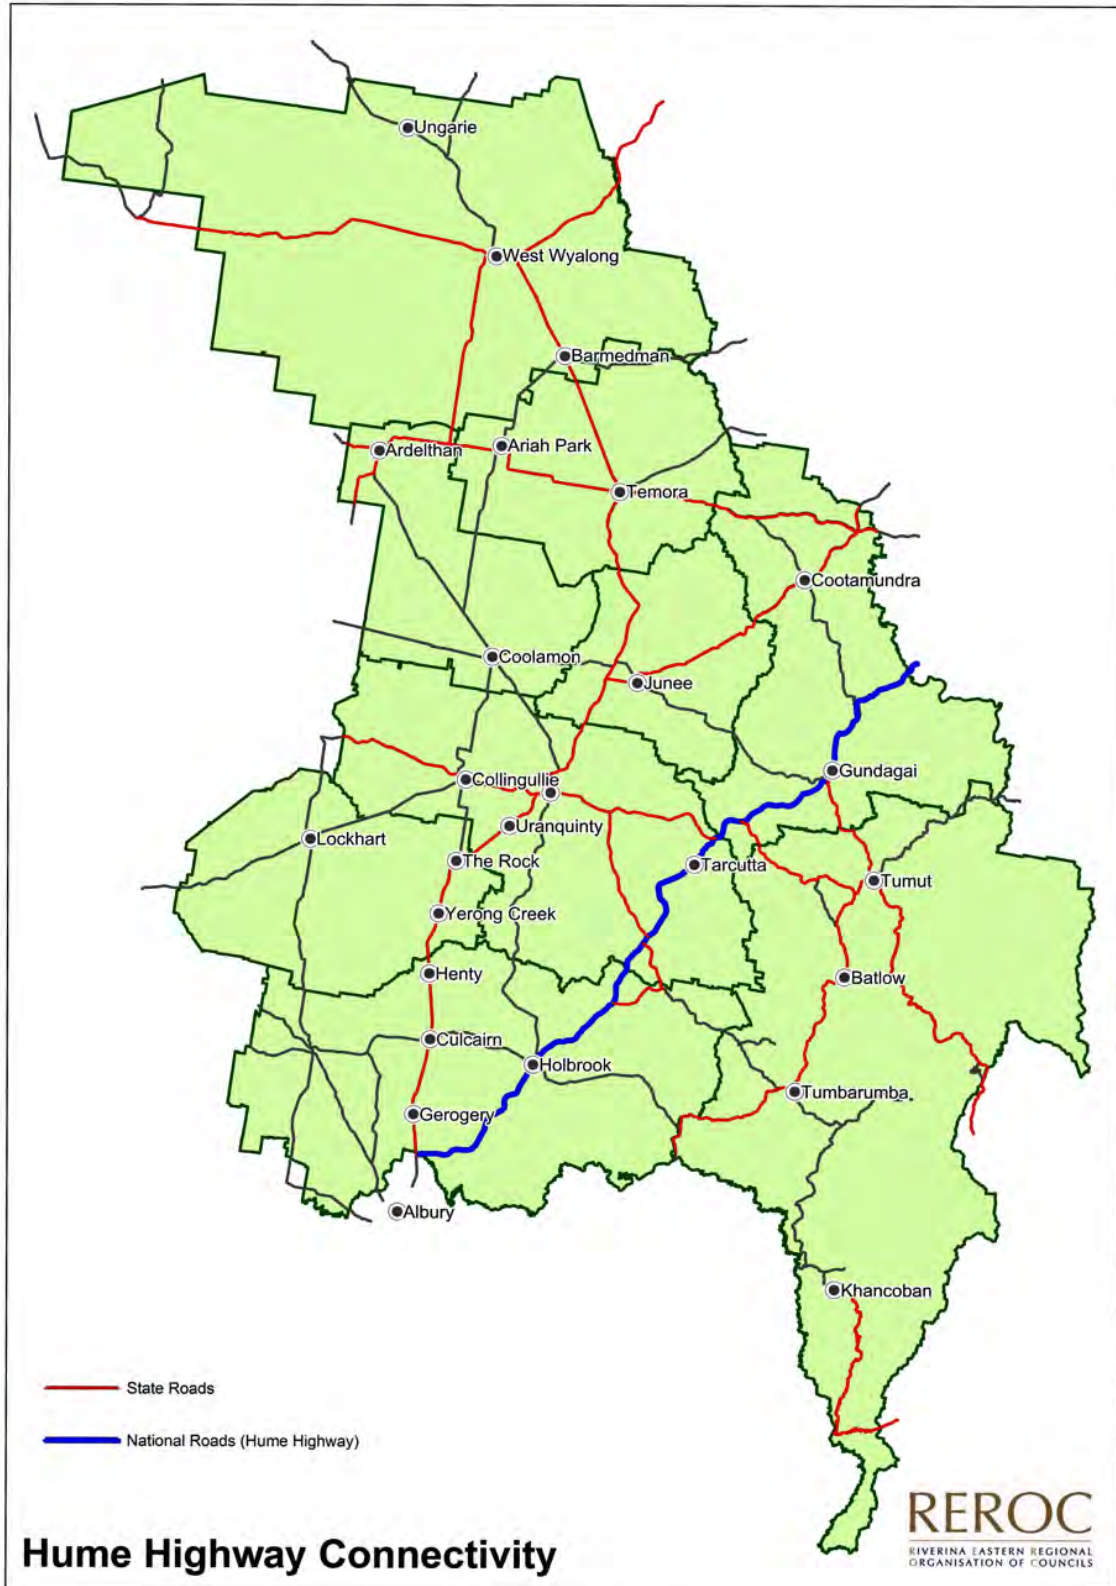 Ungarie
West Wyalong
Barmedman
Ardelthan
Ariah Park
Temora
Cootamundra
Coolamon
Junee
Gundagai
Collingullie
Uranquinty
Lockhart
The Rock
Tarcutta
Tumut
Yerong Creek
Henty
Batlow
Culcairn
Holbrook
Tumbarumba
Gerogery
Albury
Khancoban
State Roads
National Roads (Hume Highway)
Hume Highway Connectivity
REROC
RIVERINA EASTERN REGIONAL
ORGANISATION OF COUNCILS